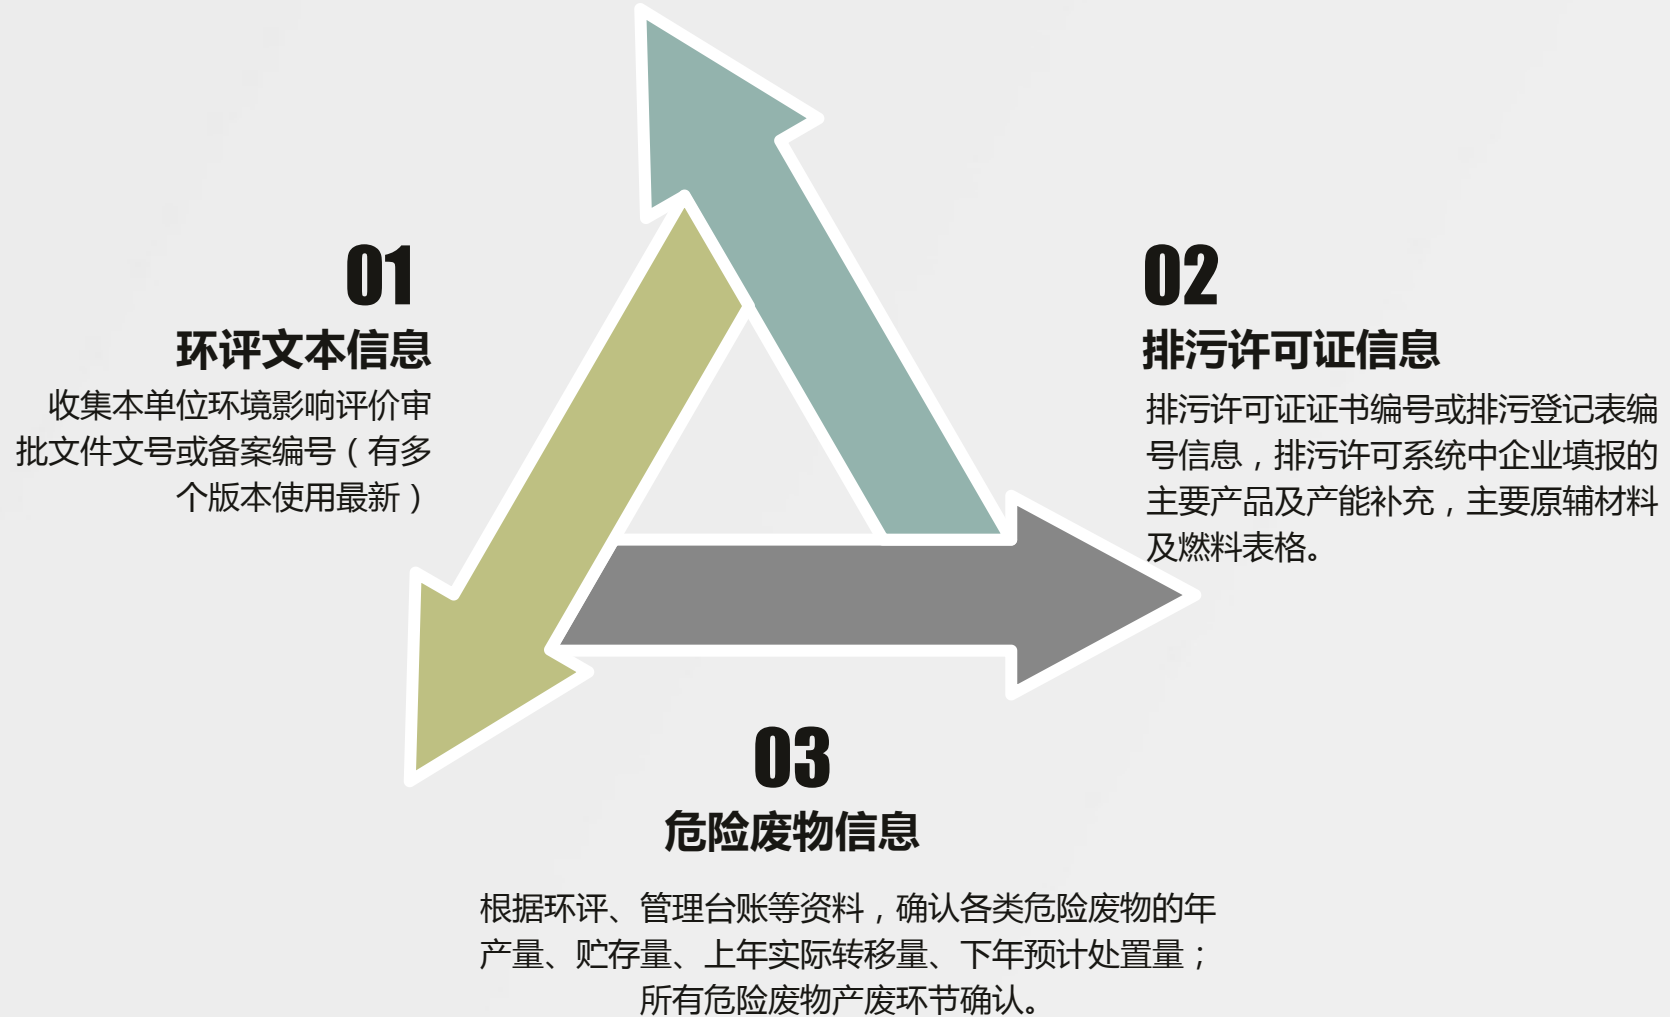 01
环评文本信息
收集本单位环境影响评价审
批文件文号或备案编号（有多
个版本使用最新）
02
排污许可证信息
排污许可证证书编号或排污登记表编
号信息，排污许可系统中企业填报的
主要产品及产能补充，主要原辅材料
及燃料表格。
03
危险废物信息
根据环评、管理台账等资料，确认各类危险废物的年
产量、贮存量、上年实际转移量、下年预计处置量；
所有危险废物产废环节确认。